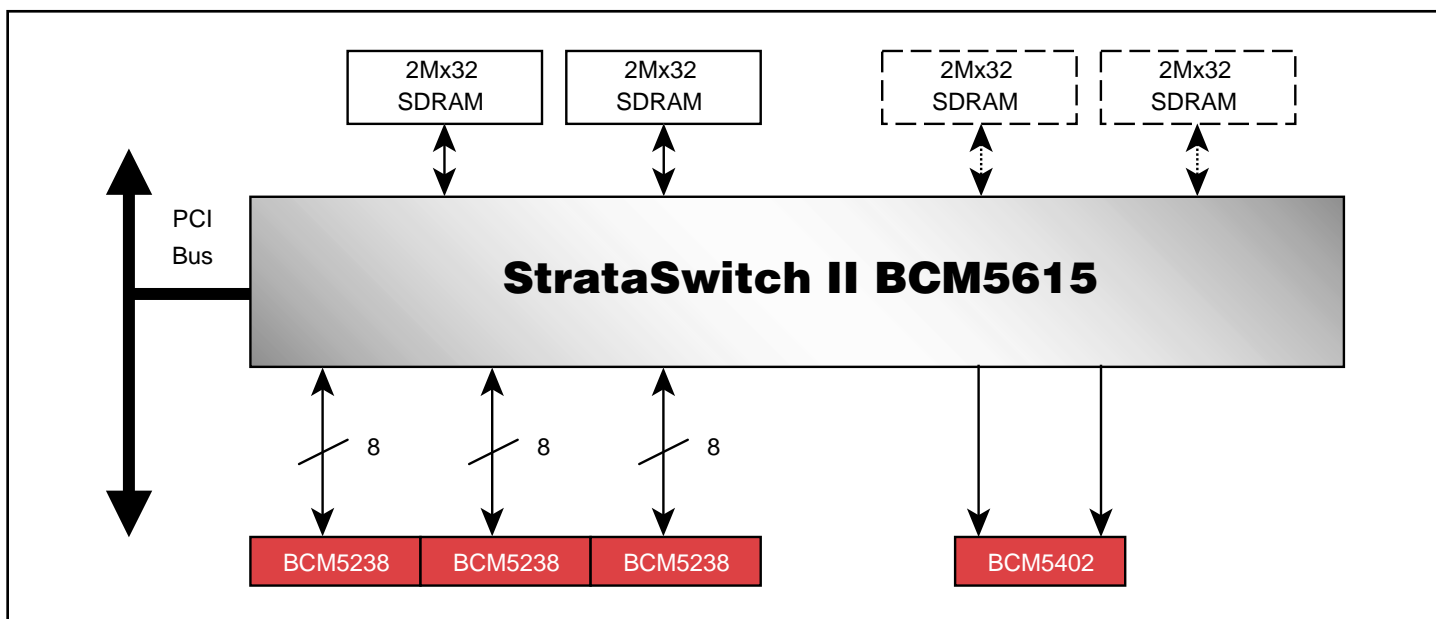 2Mx32
SDRAM
2Mx32
SDRAM
2Mx32
SDRAM
2Mx32
SDRAM
PCI
Bus
StrataSwitch II BCM5615
8
8
8
BCM5238
BCM5238
BCM5238
BCM5402